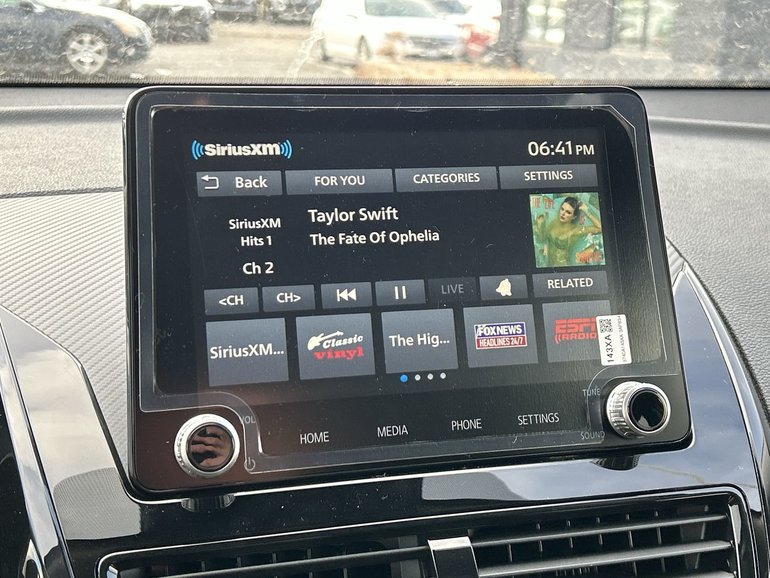 SiriusXM
06:41 PM
Back
FOR YOU
CATEGORIES
SETTINGS
SiriusXM
Hits 1
Ch 2
Taylor Swift
The Fate Of Ophelia
<CH
CH>
LIVE
RELATED
SiriusXM...
Classic
vinyl
The Hig...
FOX NEWS
HEADLINES 24/7
ESPN
RADIO
143XA
VOL
TUNE
HOME
MEDIA
PHONE
SETTINGS
SOUND